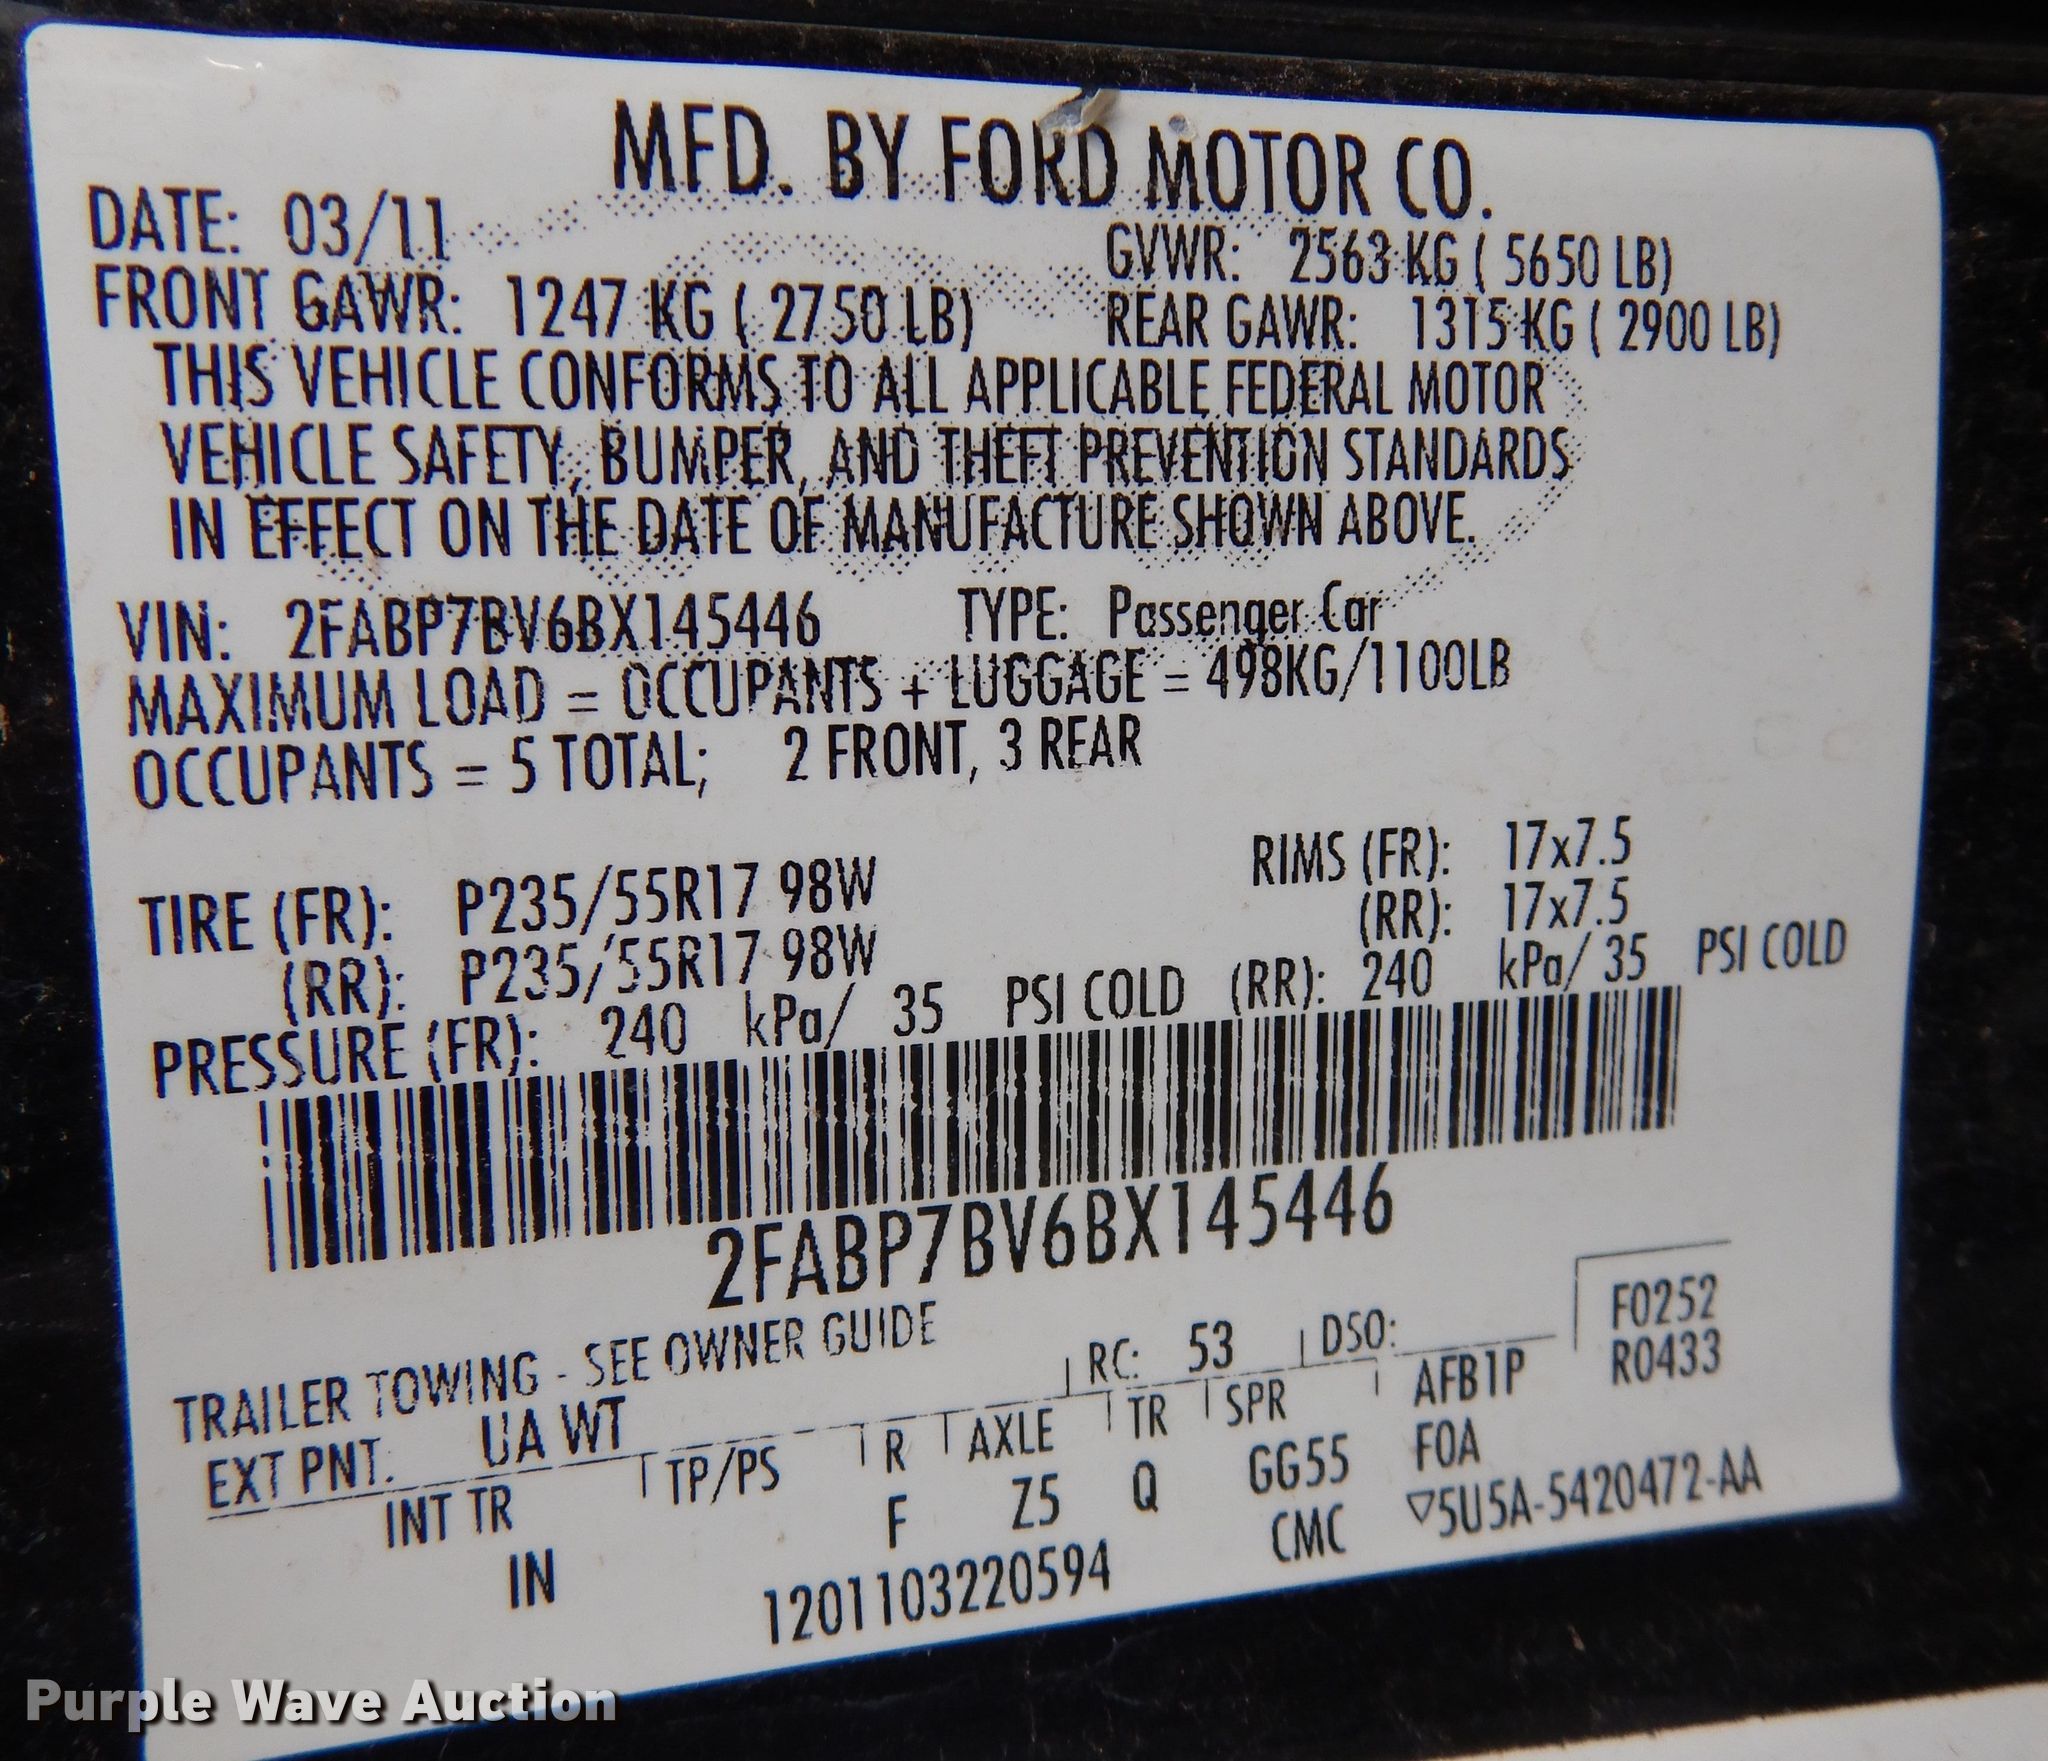 MFD. BY FORD MOTOR CO.
DATE: 03/11 GVWR: 2563 KG ( 5650 LB)
FRONT GAWR: 1247 KG ( 2750 LB) REAR GAWR: 1315 KG ( 2900 LB)
THIS VEHICLE CONFORMS TO ALL APPLICABLE FEDERAL MOTOR
VEHICLE SAFETY, BUMPER, AND THEFT PREVENTION STANDARDS
IN EFFECT ON THE DATE OF MANUFACTURE SHOWN ABOVE.
VIN: 2FABP7BV6BX145446 TYPE: Passenger Car
MAXIMUM LOAD = OCCUPANTS + LUGGAGE = 498KG/1100LB
OCCUPANTS = 5 TOTAL; 2 FRONT, 3 REAR
TIRE (FR): P235/55R17 98W RIMS (FR): 17x7.5
(RR): P235/55R17 98W (RR): 17x7.5
PRESSURE (FR): 240 kPa/ 35 PSI COLD (RR): 240 kPa/ 35 PSI COLD
2FABP7BV6BX145446
TRAILER TOWING - SEE OWNER GUIDE RC: 53 DSO: F0252
EXT PNT: UA WT R0433
INT TR TP/PS R AXLE TR SPR AFB1P
IN F Z5 Q GG55 FOA
1201103220594 CMC ▽5U5A-5420472-AA
Purple Wave Auction